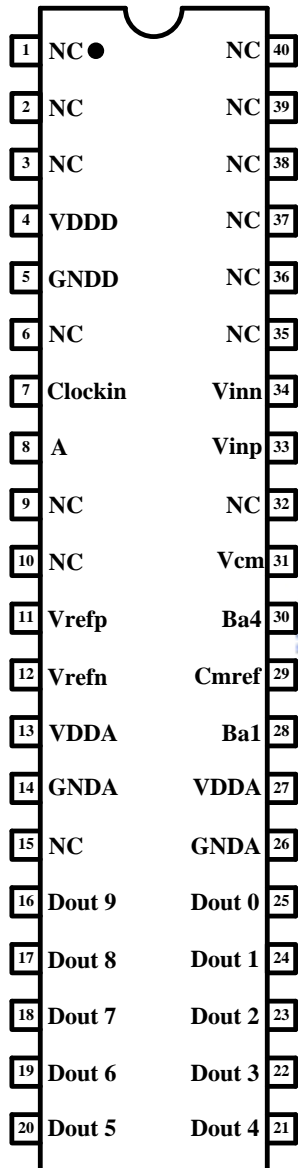 1 NC NC 40
2 NC NC 39
3 NC NC 38
4 VDDD NC 37
5 GNDD NC 36
6 NC NC 35
7 Clockin Vinn 34
8 A Vinp 33
9 NC NC 32
10 NC Vcm 31
11 Vrefp Ba4 30
12 Vrefn Cmref 29
13 VDDA Ba1 28
14 GNDA VDDA 27
15 NC GNDA 26
16 Dout 9 Dout 0 25
17 Dout 8 Dout 1 24
18 Dout 7 Dout 2 23
19 Dout 6 Dout 3 22
20 Dout 5 Dout 4 21